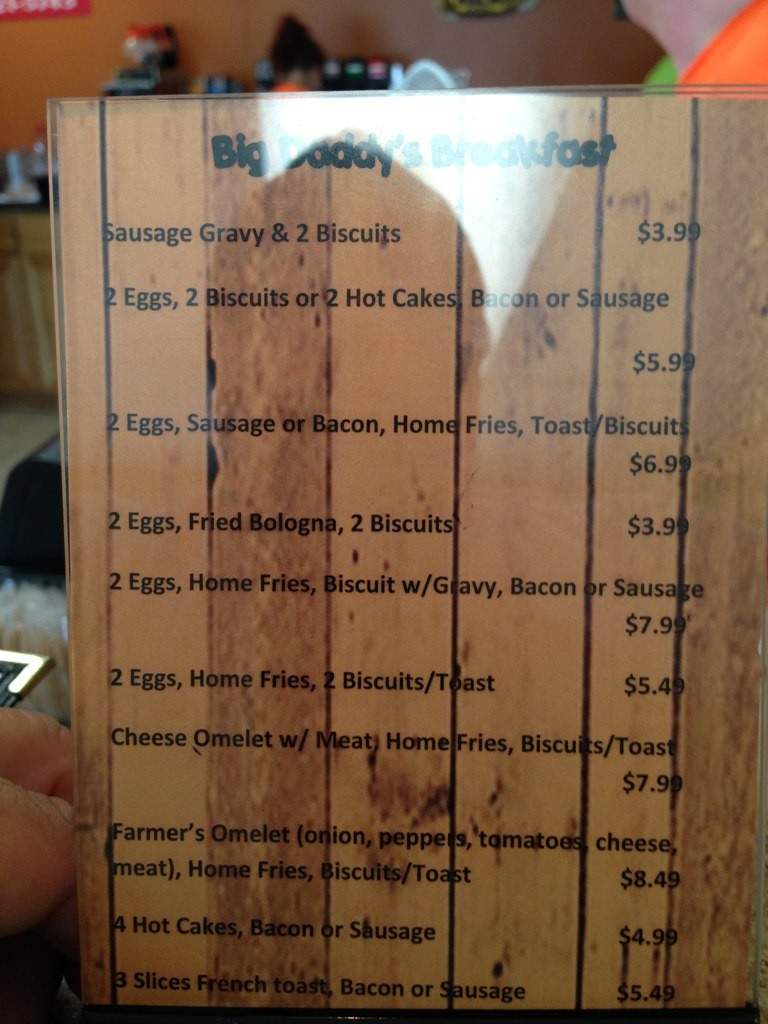 Big Daddy's Breakfast
Sausage Gravy & 2 Biscuits $3.99
2 Eggs, 2 Biscuits or 2 Hot Cakes, Bacon or Sausage
$5.99
2 Eggs, Sausage or Bacon, Home Fries, Toast/Biscuits
$6.99
2 Eggs, Fried Bologna, 2 Biscuits $3.99
2 Eggs, Home Fries, Biscuit w/Gravy, Bacon or Sausage
$7.99
2 Eggs, Home Fries, 2 Biscuits/Toast $5.49
Cheese Omelet w/ Meat, Home Fries, Biscuits/Toast
$7.99
Farmer's Omelet (onion, peppers, tomatoes, cheese,
meat), Home Fries, Biscuits/Toast $8.49
4 Hot Cakes, Bacon or Sausage $4.99
3 Slices French toast, Bacon or Sausage $5.49